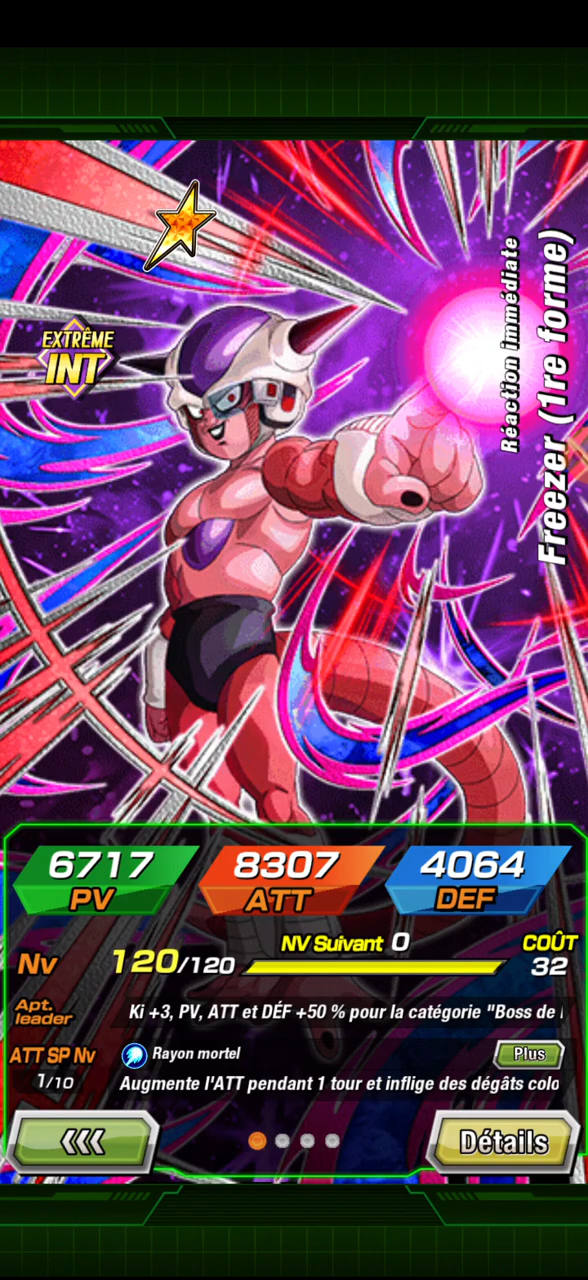 EXTRÊME
INT
Réaction immédiate
Freezer (1re forme)
6717
PV
8307
ATT
4064
DEF
Nv
120/120
NV Suivant 0
COÛT
32
Apt.
leader
Ki +3, PV, ATT et DÉF +50 % pour la catégorie "Boss de
ATT SP Nv
1/10
Rayon mortel
Plus
Augmente l'ATT pendant 1 tour et inflige des dégâts colo
Détails